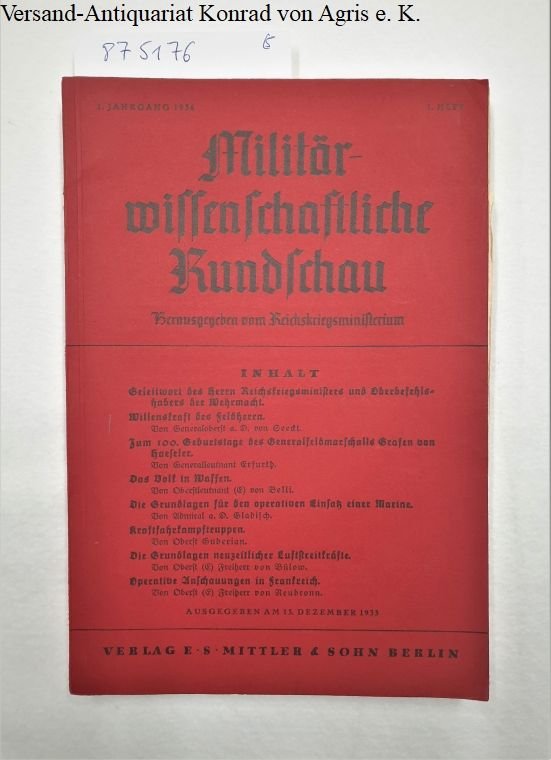 Versand-Antiquariat Konrad von Agris e. K.
875176
1. JAHRGANG 1936 1. HEFT
Militär-
wissenschaftliche
Rundschau
Herausgegeben vom Reichskriegsministerium
INHALT
Geleitwort des Herrn Reichskriegsministers und Oberbefehls-
habers der Wehrmacht.
Willenskraft des Feldherrn.
Von Generaloberst a. D. von Seeckt.
Zum 100. Geburtstage des Generalfeldmarschalls Grafen von
Haeseler.
Von Generalleutnant Erfurth.
Das Volk in Waffen.
Von Oberstleutnant (E) von Belli.
Die Grundlagen für den operativen Einsatz einer Marine.
Von Admiral a. D. Gladisch.
Kraftfahrkampftruppen.
Von Oberst Guderian.
Die Grundlagen neuzeitlicher Luftstreitkräfte.
Von Oberst (E) Freiherr von Bülow.
Operative Anschauungen in Frankreich.
Von Oberst (E) Freiherr von Neubronn.
AUSGEGEBEN AM 15. DEZEMBER 1935
VERLAG E·S·MITTLER & SOHN BERLIN